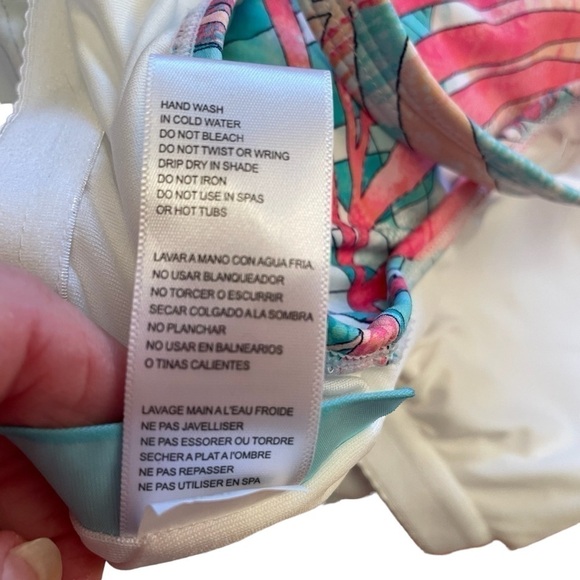 HAND WASH
IN COLD WATER
DO NOT BLEACH
DO NOT TWIST OR WRING
DRIP DRY IN SHADE
DO NOT IRON
DO NOT USE IN SPAS
OR HOT TUBS
LAVAR A MANO CON AGUA FRIA.
NO USAR BLANQUEADOR
NO TORCER O ESCURRIR
SECAR COLGADO A LA SOMBRA
NO PLANCHAR
NO USAR EN BALNEARIOS
O TINAS CALIENTES
LAVAGE MAIN A L'EAU FROIDE
NE PAS JAVELLISER
NE PAS ESSORER OU TORDRE
SECHER A PLAT A l'OMBRE
NE PAS REPASSER
NE PAS UTILISER EN SPA